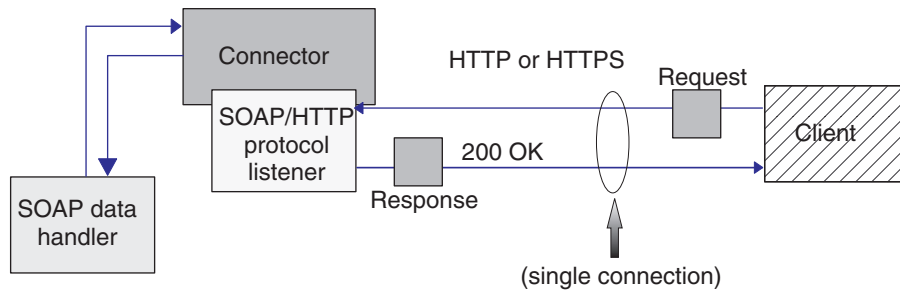 Connector
HTTP or HTTPS
Request
SOAP/HTTP
protocol
listener
Client
200 OK
Response
SOAP data
handler
(single connection)